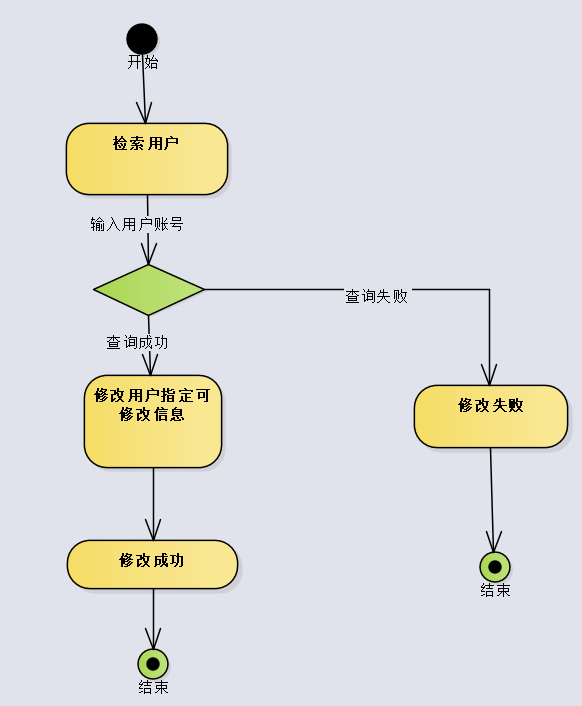 开始
检索用户
输入用户账号
查询失败
查询成功
修改用户指定可
修改信息
修改失败
修改成功
结束
结束